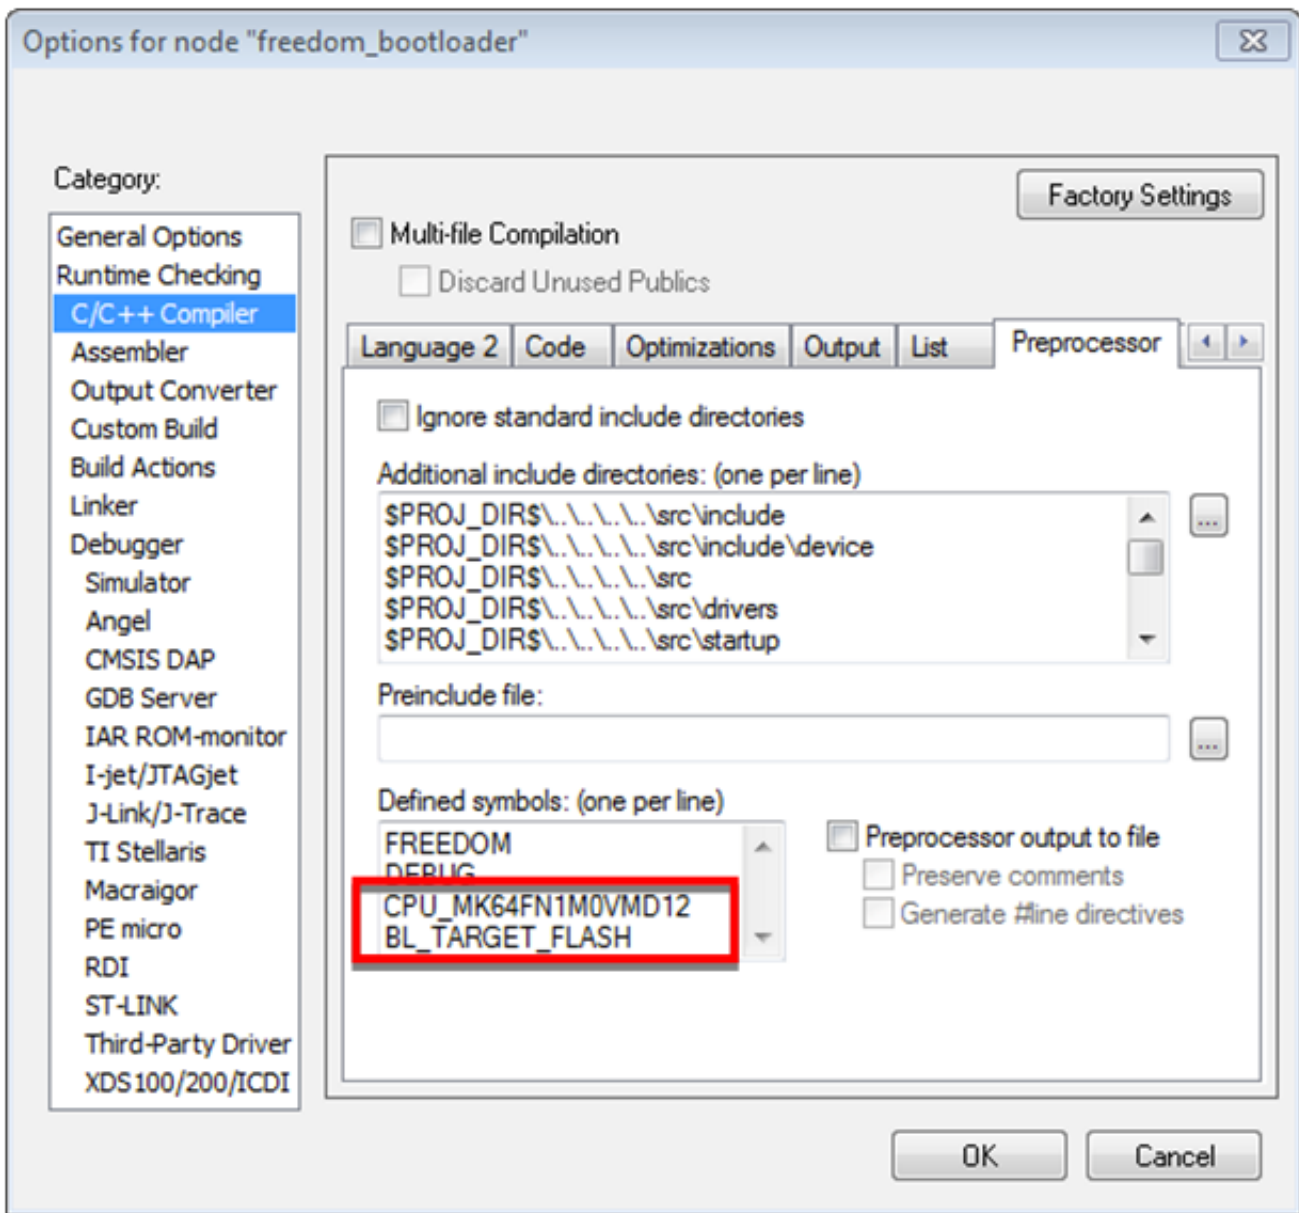 Options for node "freedom_bootloader"
Category:
General Options
Runtime Checking
C/C++ Compiler
Assembler
Output Converter
Custom Build
Build Actions
Linker
Debugger
Simulator
Angel
CMSIS DAP
GDB Server
IAR ROM-monitor
I-jet/JTAGjet
J-Link/J-Trace
TI Stellaris
Macraigor
PE micro
RDI
ST-LINK
Third-Party Driver
XDS100/200/ICDI
Factory Settings
Multi-file Compilation
Discard Unused Publics
Language 2 Code Optimizations Output List Preprocessor
Ignore standard include directories
Additional include directories: (one per line)
$PROJ_DIR$\..\..\..\..\src\include
$PROJ_DIR$\..\..\..\..\src\include\device
$PROJ_DIR$\..\..\..\..\src
$PROJ_DIR$\..\..\..\..\src\drivers
$PROJ_DIR$\..\..\..\..\src\startup
...
Preinclude file:
...
Defined symbols: (one per line)
FREEDOM
DEBUG
CPU_MK64FN1M0VMD12
BL_TARGET_FLASH
Preprocessor output to file
Preserve comments
Generate #line directives
OK Cancel